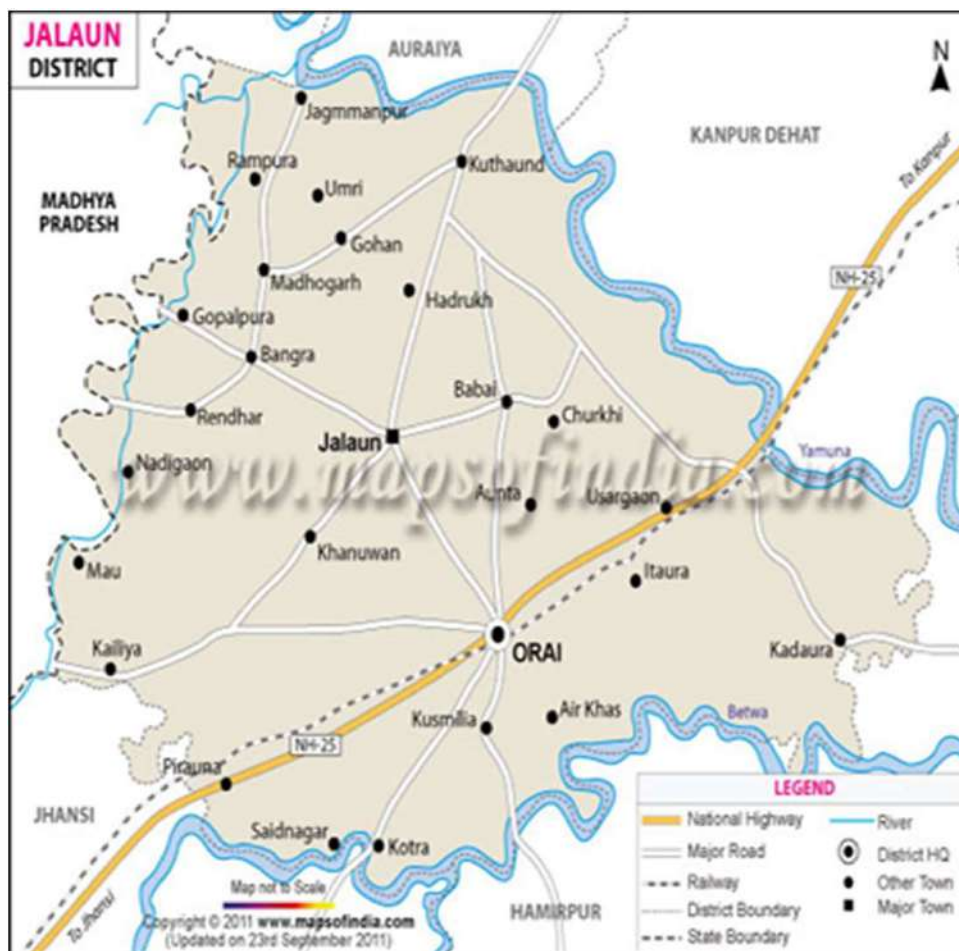 JALAUN
DISTRICT
AURAIYA
N
KANPUR DEHAT
To Kanpur
MADHYA
PRADESH
Jagmmanpur
Rampura
Umri
Kuthaund
Gohan
Madhogarh
Hadrukh
NH-25
Gopalpura
Bangra
Babai
Rendhar
Churkhi
Jalaun
Yamuna
Nadigaon
www.mapsofindia.com
Aunta
Usargaon
Khanuwan
Mau
Itaura
Kailiya
ORAI
Kadaura
Kusmilia
Air Khas
Betwa
NH-25
Pirauna
JHANSI
Saidnagar
Kotra
HAMIRPUR
To Jhansi
Map not to Scale
Copyright © 2011 www.mapsofindia.com
(Updated on 23rd September 2011)
LEGEND
National Highway
River
Major Road
District HQ
Railway
Other Town
District Boundary
Major Town
State Boundary